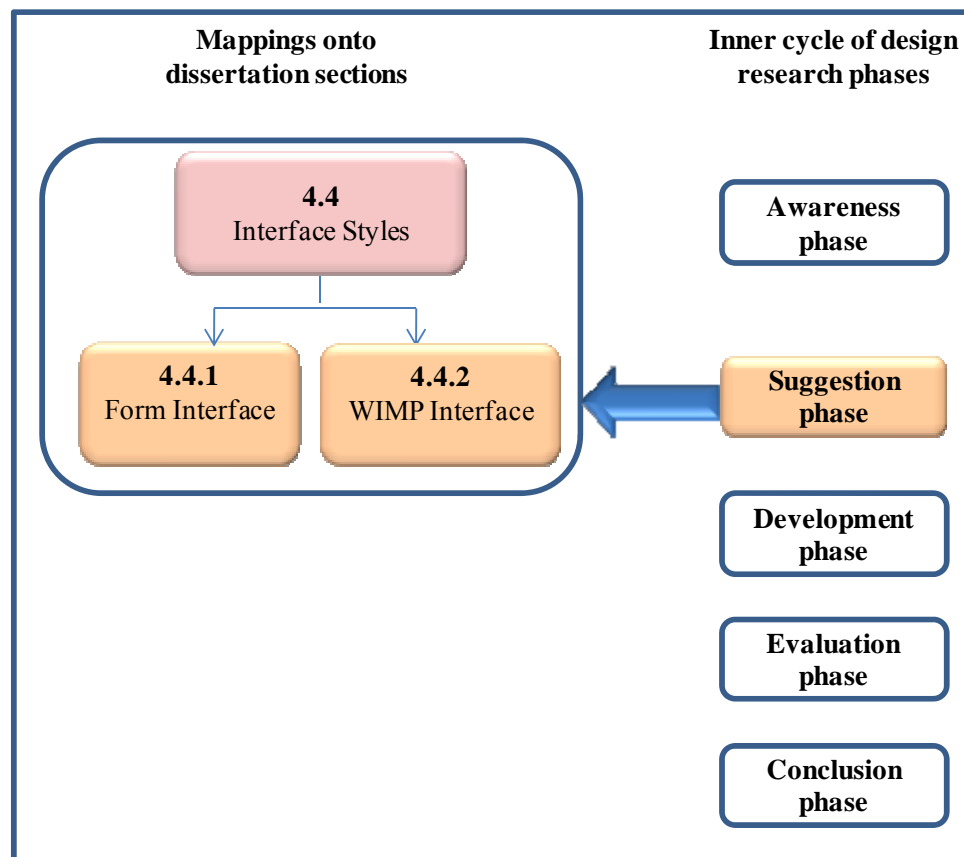 Mappings onto
dissertation sections
Inner cycle of design
research phases
4.4
Interface Styles
4.4.1
Form Interface
4.4.2
WIMP Interface
Awareness
phase
Suggestion
phase
Development
phase
Evaluation
phase
Conclusion
phase